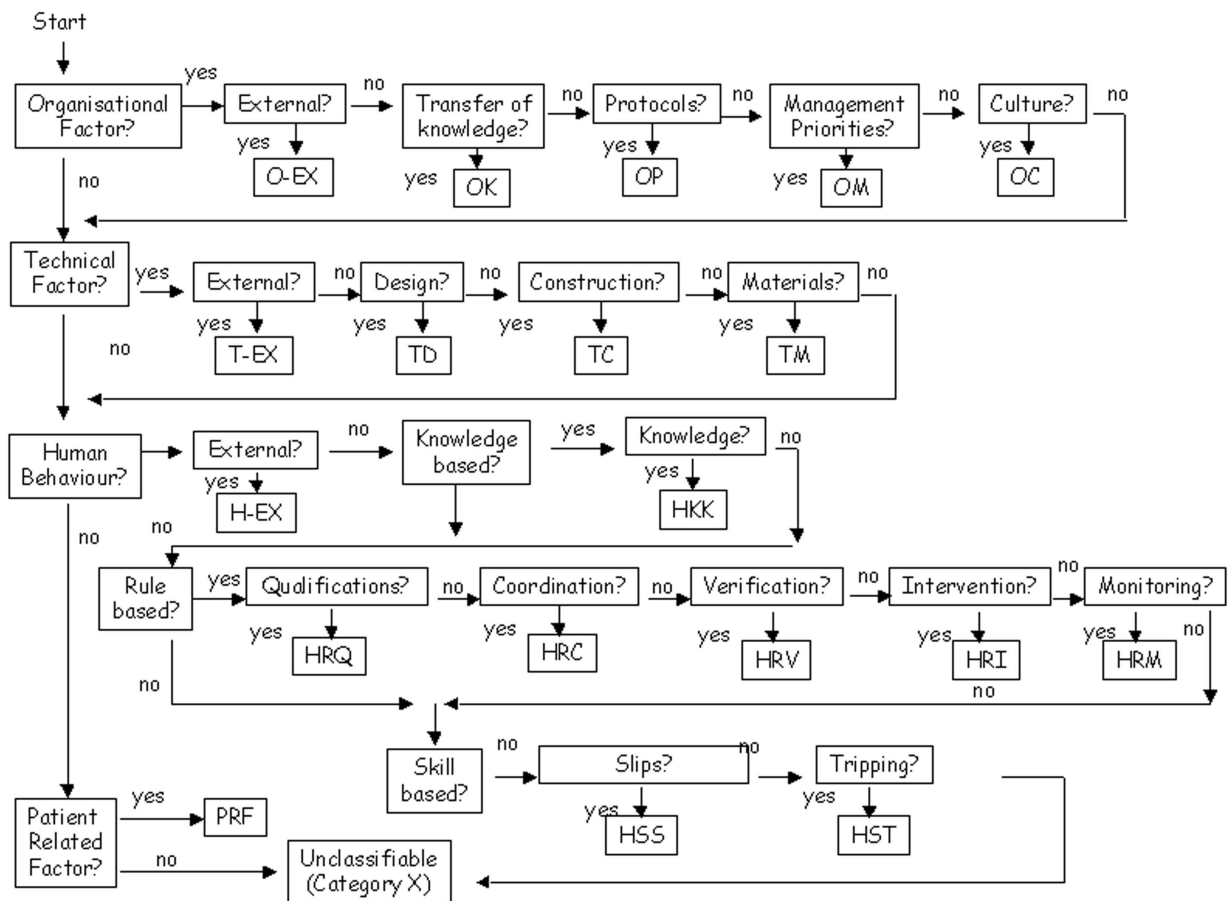 Start
yes
no
no
no
no
no
Organisational
Factor?
External?
Transfer of
knowledge?
Protocols?
Management
Priorities?
Culture?
yes
yes
yes
yes
yes
O-EX
OK
OP
OM
OC
no
Technical
Factor?
yes
External?
no
Design?
no
Construction?
no
Materials?
no
yes
yes
yes
yes
T-EX
TD
TC
TM
no
Human
Behaviour?
External?
no
Knowledge
based?
yes
Knowledge?
no
yes
yes
H-EX
HKK
no
no
Rule
based?
yes
Qualifications?
no
Coordination?
no
Verification?
no
Intervention?
no
Monitoring?
yes
yes
yes
yes
yes
no
HRQ
HRC
HRV
HRI
HRM
no
no
Skill
based?
no
Slips?
no
Tripping?
yes
yes
HSS
HST
Patient
Related
Factor?
yes
PRF
no
Unclassifiable
(Category X)